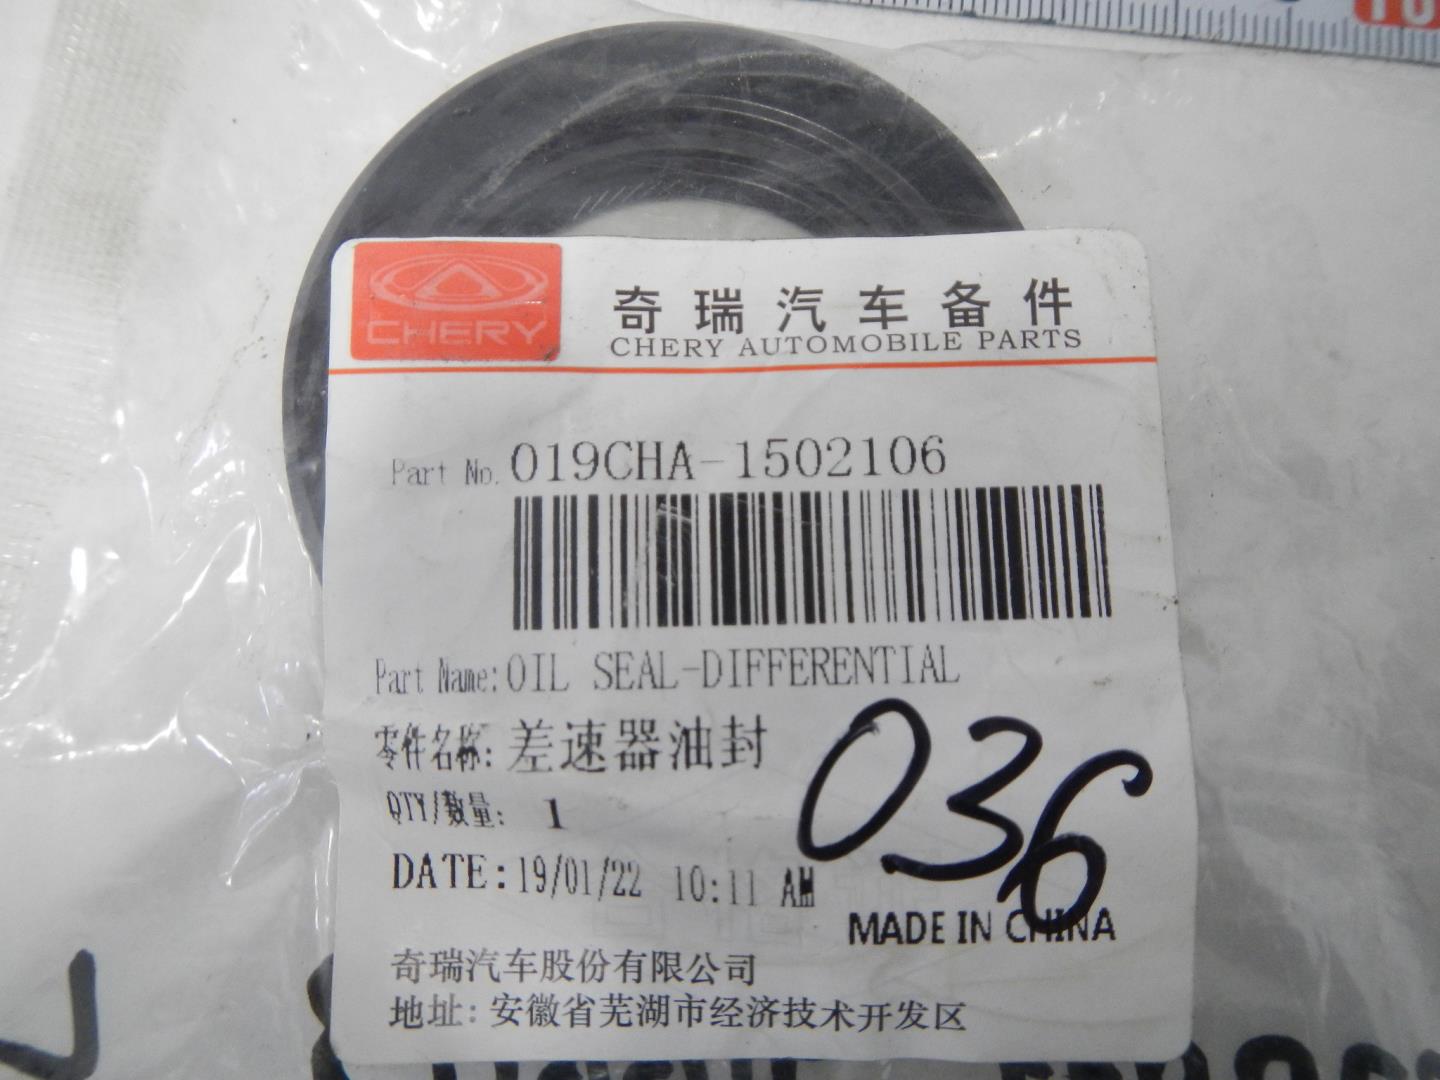 10
CHERY
奇瑞汽车备件
CHERY AUTOMOBILE PARTS
Part No. 019CHA-1502106
Part Name: OIL SEAL-DIFFERENTIAL
零件名称: 差速器油封
QTY/数量: 1
036
DATE: 19/01/22 10:11 AM
MADE IN CHINA
奇瑞汽车股份有限公司
地址: 安徽省芜湖市经济技术开发区